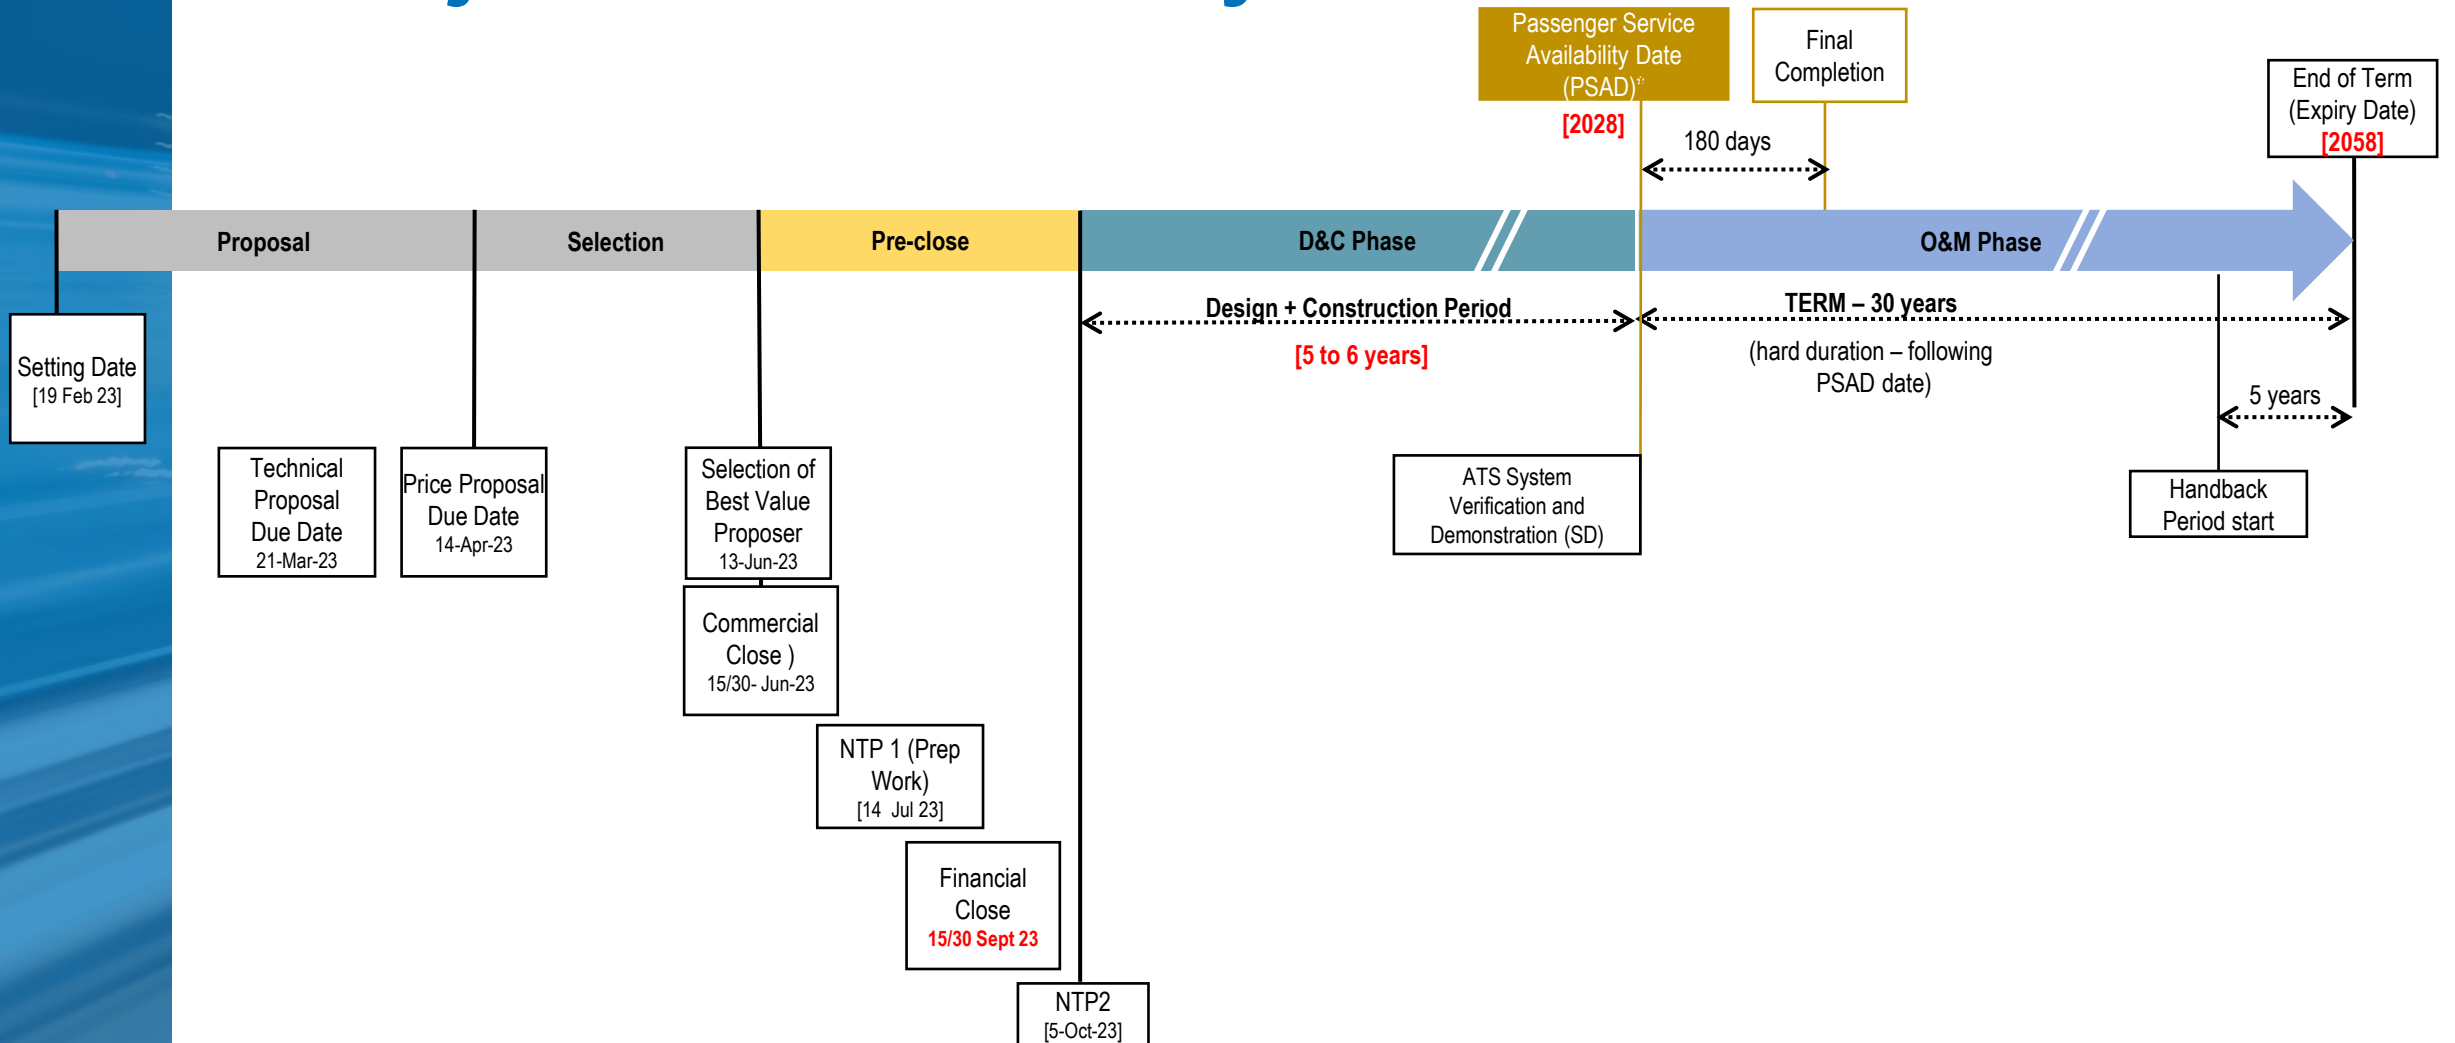 Passenger Service
Availability Date
(PSAD)*
[2028]
Final
Completion
End of Term
(Expiry Date)
[2058]
180 days
Proposal
Selection
Pre-close
D&C Phase
O&M Phase
Design + Construction Period
[5 to 6 years]
TERM – 30 years
(hard duration – following
PSAD date)
5 years
Setting Date
[19 Feb 23]
Technical
Proposal
Due Date
21-Mar-23
Price Proposal
Due Date
14-Apr-23
Selection of
Best Value
Proposer
13-Jun-23
ATS System
Verification and
Demonstration (SD)
Handback
Period start
Commercial
Close )
15/30- Jun-23
NTP 1 (Prep
Work)
[14 Jul 23]
Financial
Close
15/30 Sept 23
NTP2
[5-Oct-23]